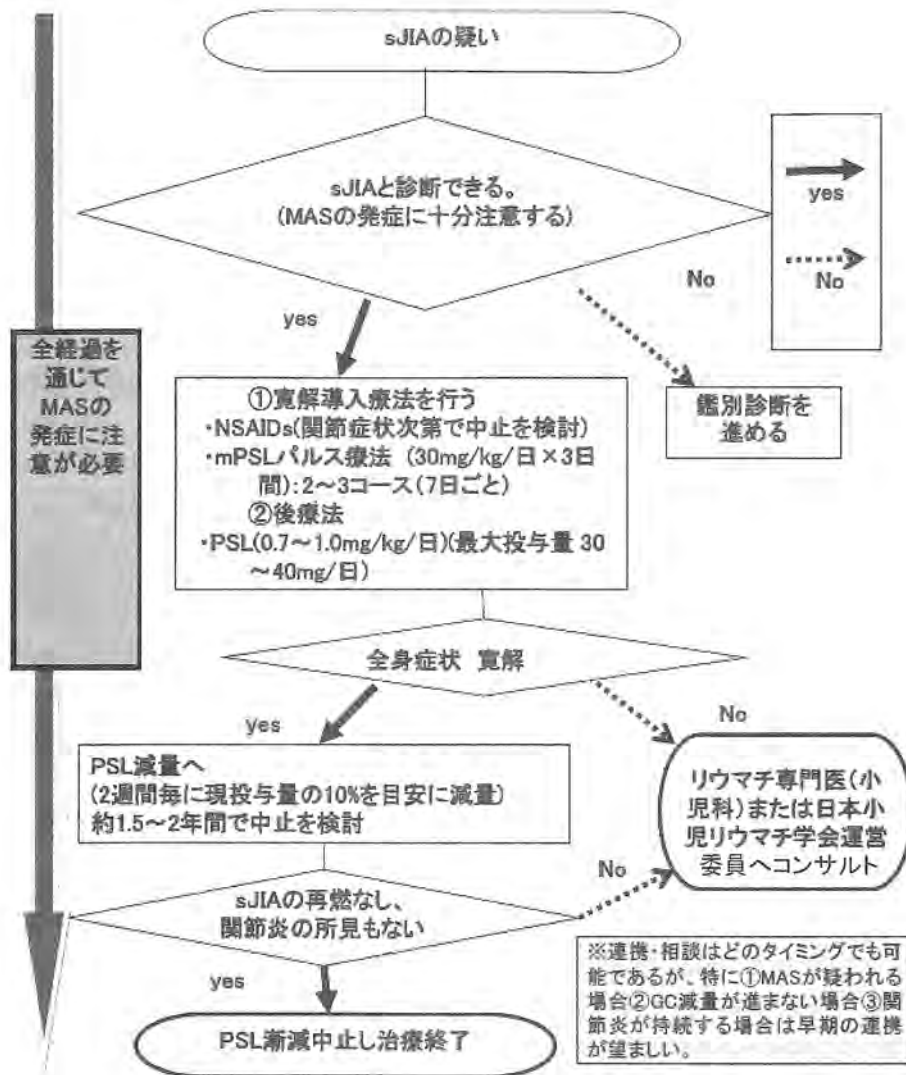 sJIAの疑い
sJIAと診断できる。
(MASの発症に十分注意する)
yes
No
yes
No
全経過を
通じて
MASの
発症に注
意が必要
①寛解導入療法を行う
・NSAIDs(関節症状次第で中止を検討)
・mPSLパルス療法 (30mg/kg/日×3日
間):2～3コース(7日ごと)
②後療法
・PSL(0.7～1.0mg/kg/日)(最大投与量 30
～40mg/日)
鑑別診断を
進める
全身症状 寛解
yes
No
PSL減量へ
(2週間毎に現投与量の10%を目安に減量)
約1.5～2年間で中止を検討
リウマチ専門医(小
児科)または日本小
児リウマチ学会運営
委員へコンサルト
sJIAの再燃なし、
関節炎の所見もない
No
yes
PSL漸減中止し治療終了
※連携・相談はどのタイミングでも可
能であるが、特に①MASが疑われる
場合②GC減量が進まない場合③関
節炎が持続する場合は早期の連携
が望ましい。